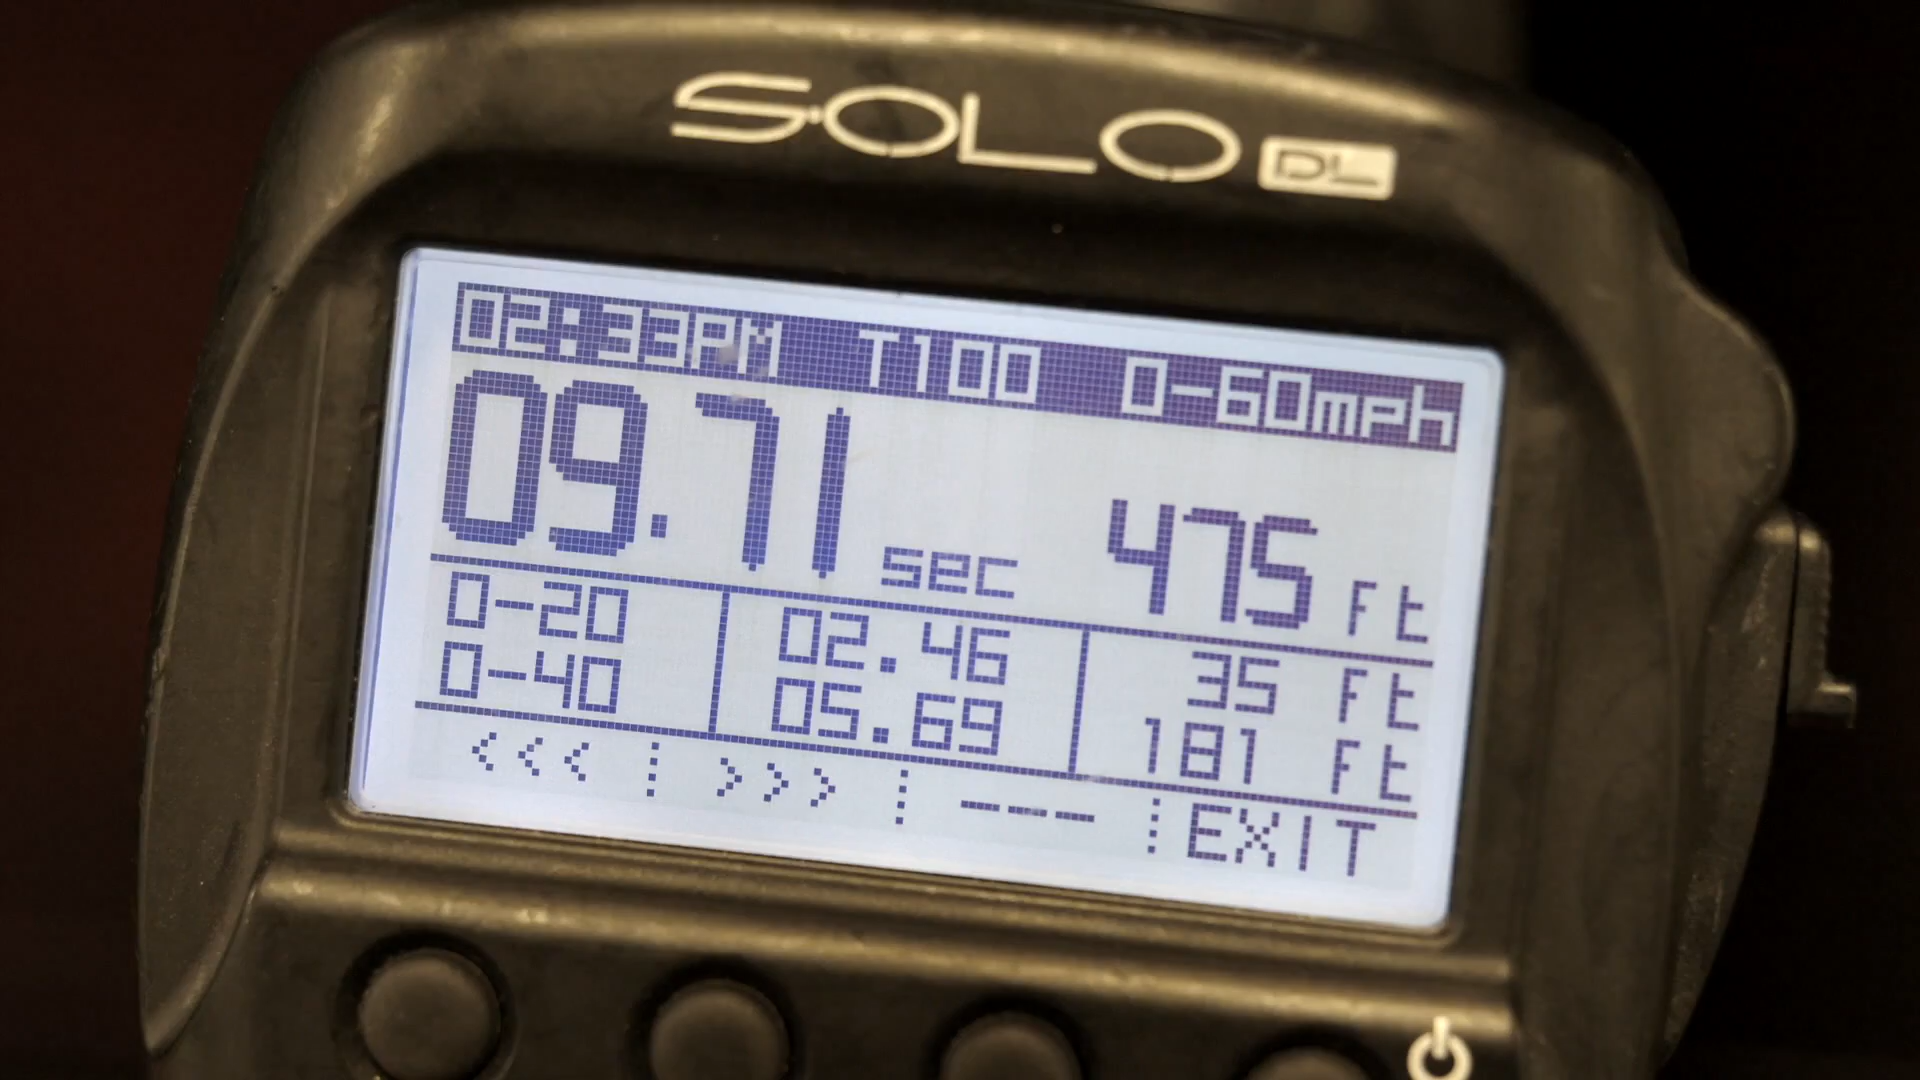 SOLO DL
02:33PM T100 0-60mph
09.71 sec 475 ft
0-20 02.46 35 ft
0-40 05.69 181 ft
<<< >>> --- EXIT